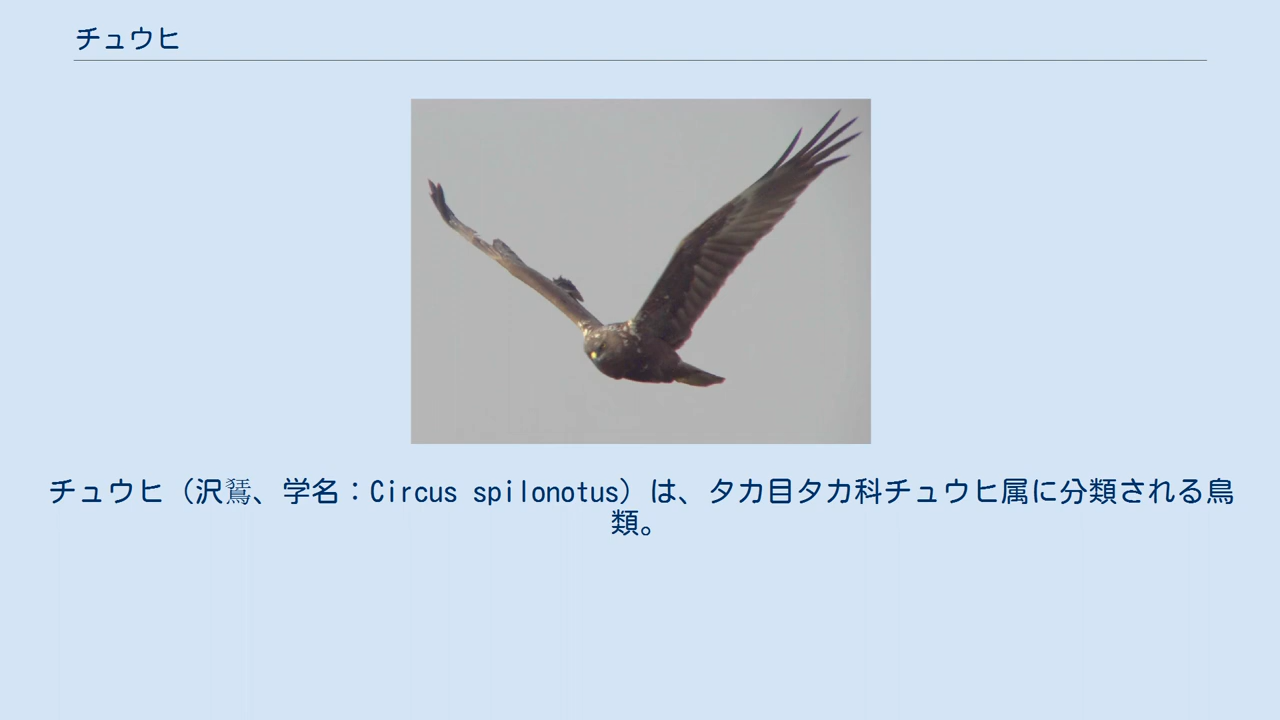 チュウヒ
チュウヒ（沢鵟、学名：Circus spilonotus）は、タカ目タカ科チュウヒ属に分類される鳥
類。